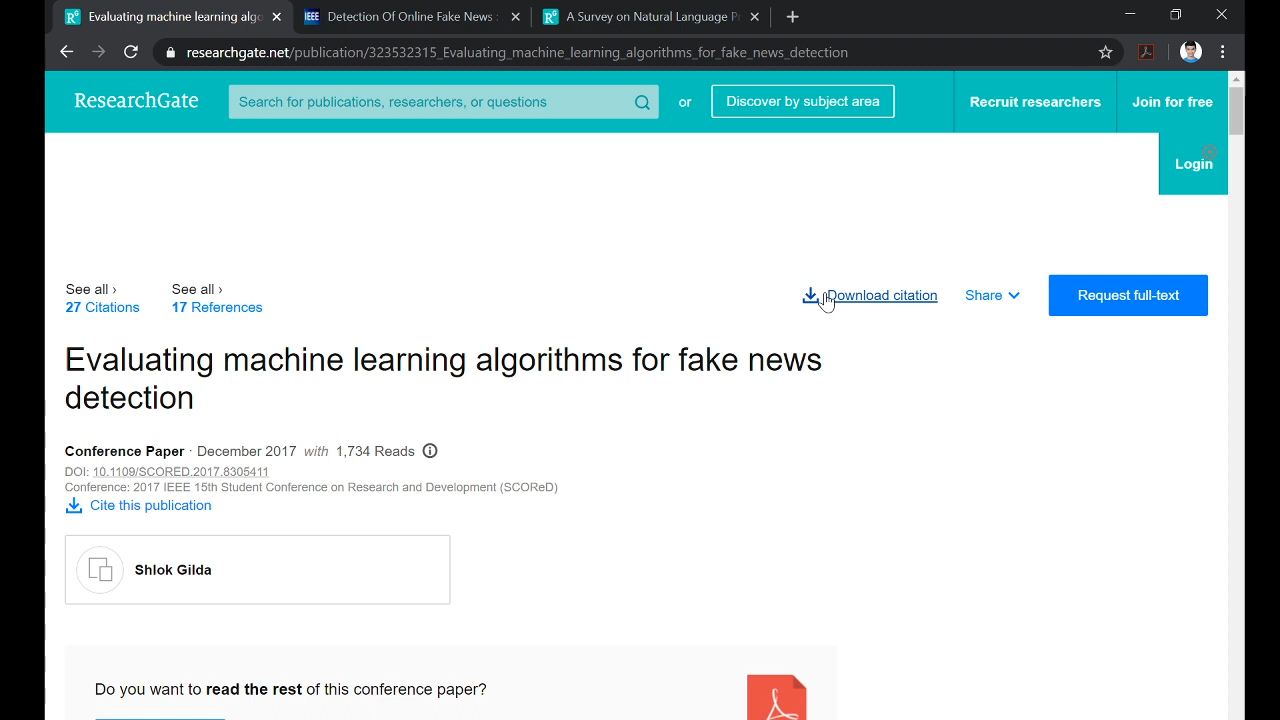 Evaluating machine learning algo
Detection Of Online Fake News :
A Survey on Natural Language P
researchgate.net/publication/323532315_Evaluating_machine_learning_algorithms_for_fake_news_detection
ResearchGate
Search for publications, researchers, or questions
or
Discover by subject area
Recruit researchers
Join for free
Login
See all ›
See all ›
27 Citations
17 References
Download citation
Share
Request full-text
Evaluating machine learning algorithms for fake news
detection
Conference Paper · December 2017 with 1,734 Reads
DOI: 10.1109/SCORED.2017.8305411
Conference: 2017 IEEE 15th Student Conference on Research and Development (SCOReD)
Cite this publication
Shlok Gilda
Do you want to read the rest of this conference paper?